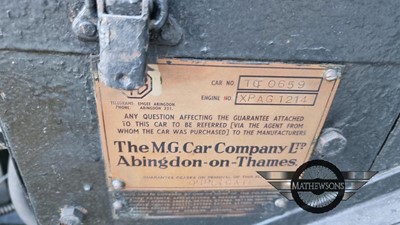 MG
CAR NO TC 0659
TELEGRAMS: EMGEE ABINGDON.
PHONE: ABINGDON 251.
ENGINE NO XPAG 1214
ANY QUESTION AFFECTING THE GUARANTEE ATTACHED
TO THIS CAR TO BE REFERRED (VIA THE AGENT FROM
WHOM THE CAR WAS PURCHASED) TO THE MANUFACTURERS
The M.G. Car Company LTD
Abingdon-on-Thames.
MATHEWSONS